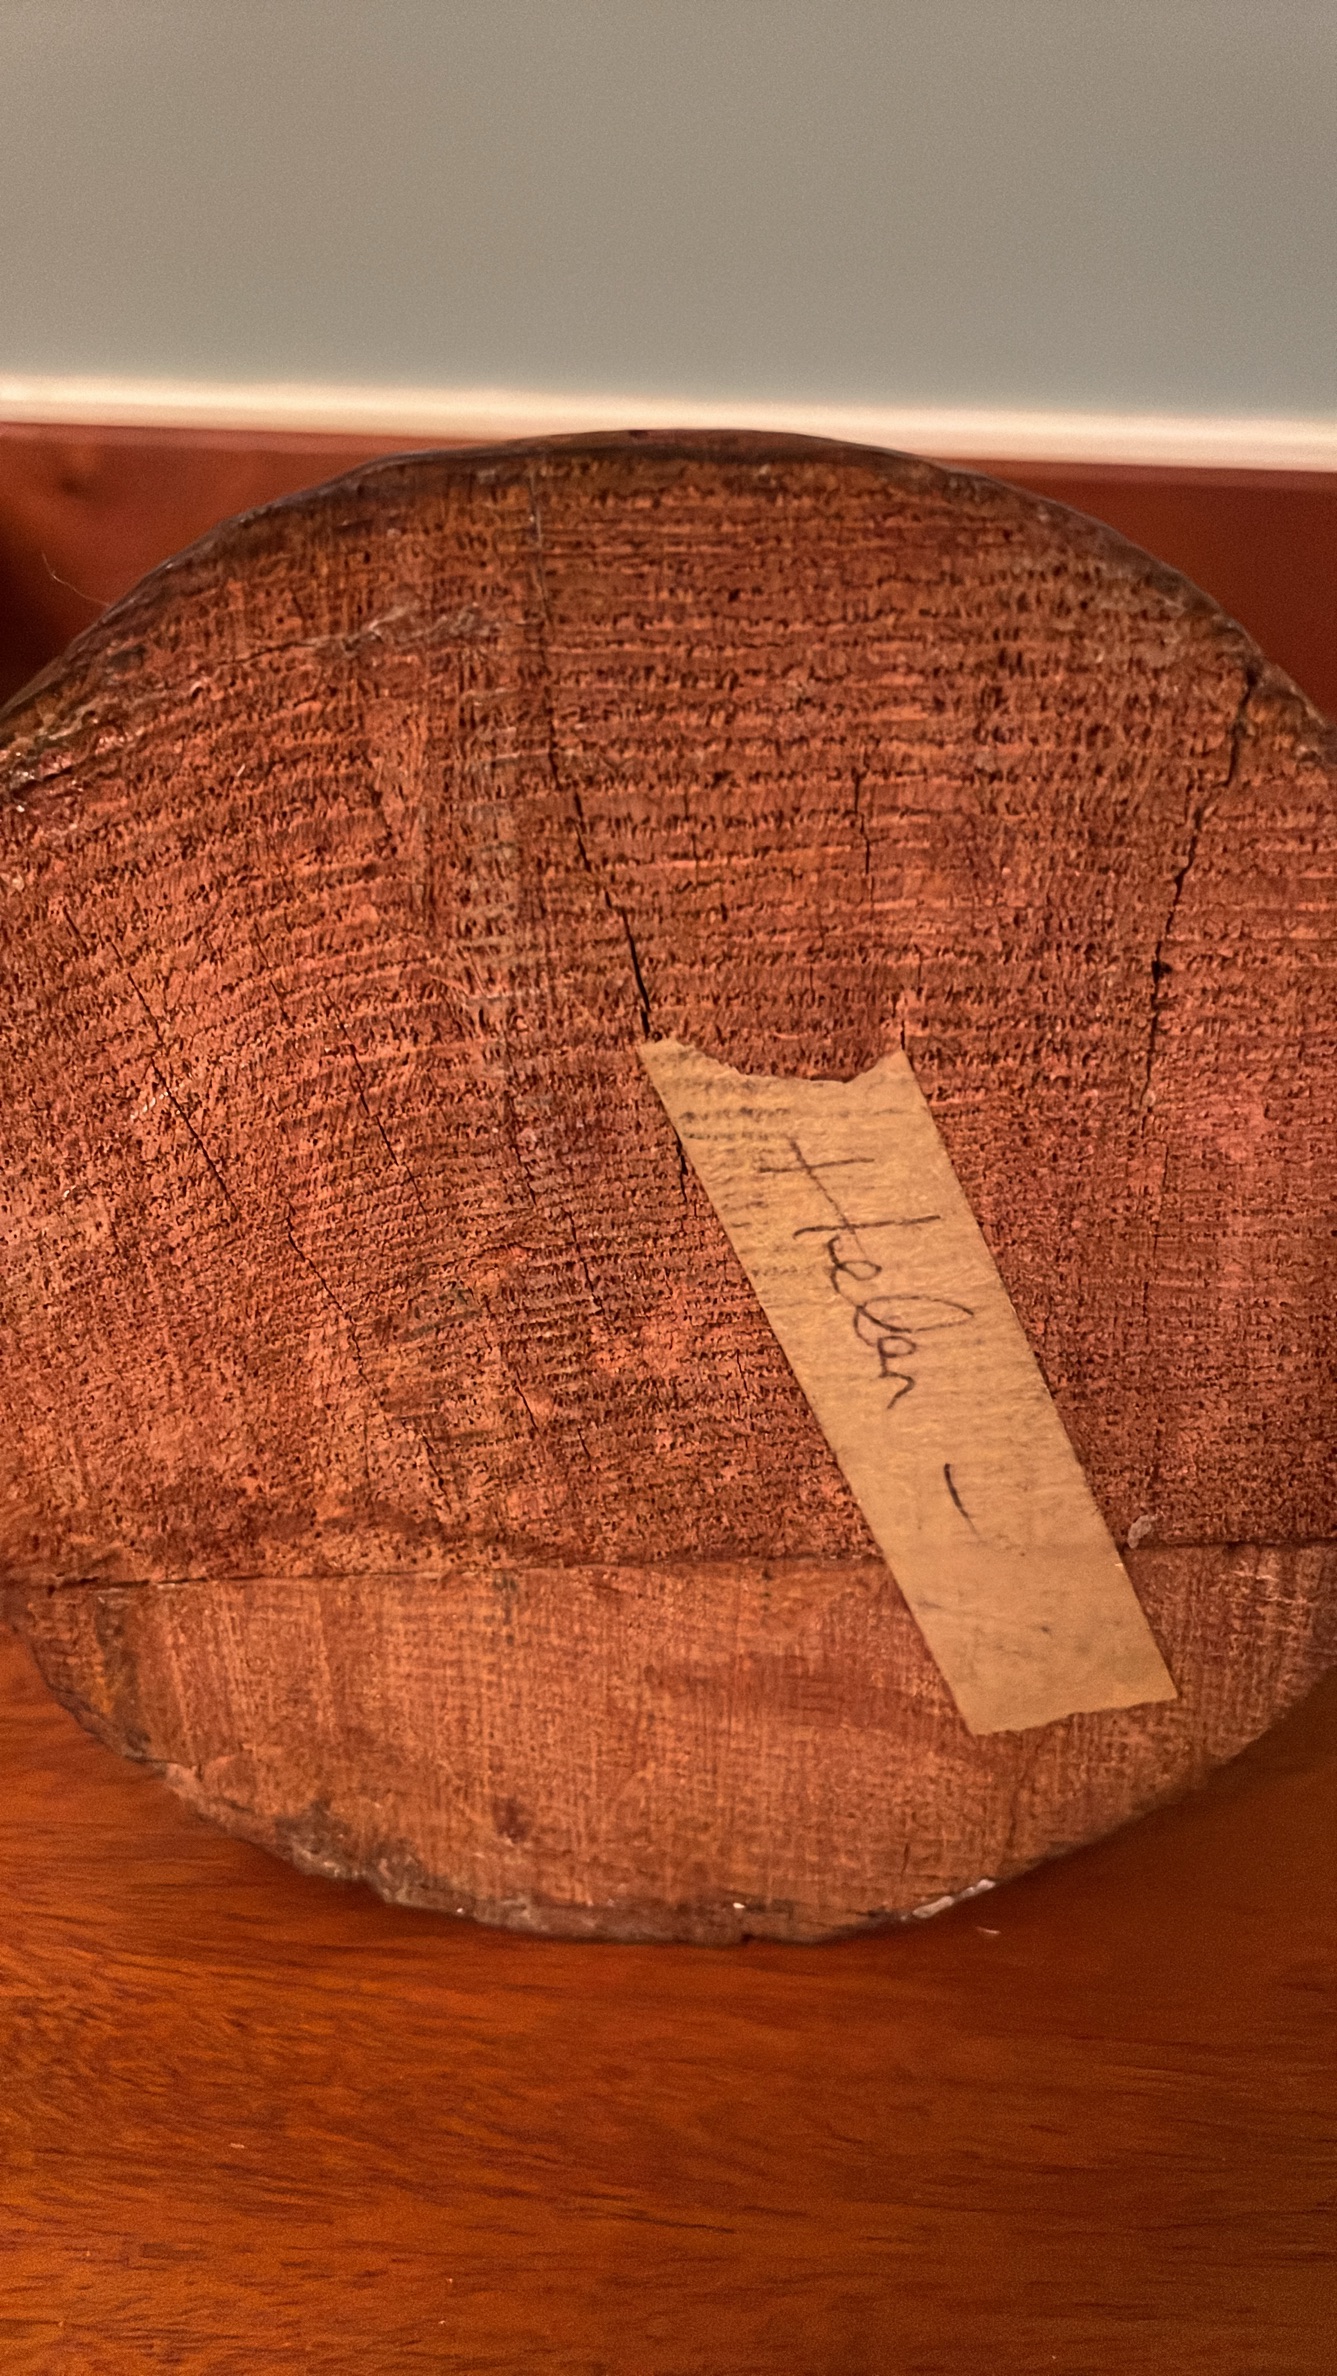 Helen –